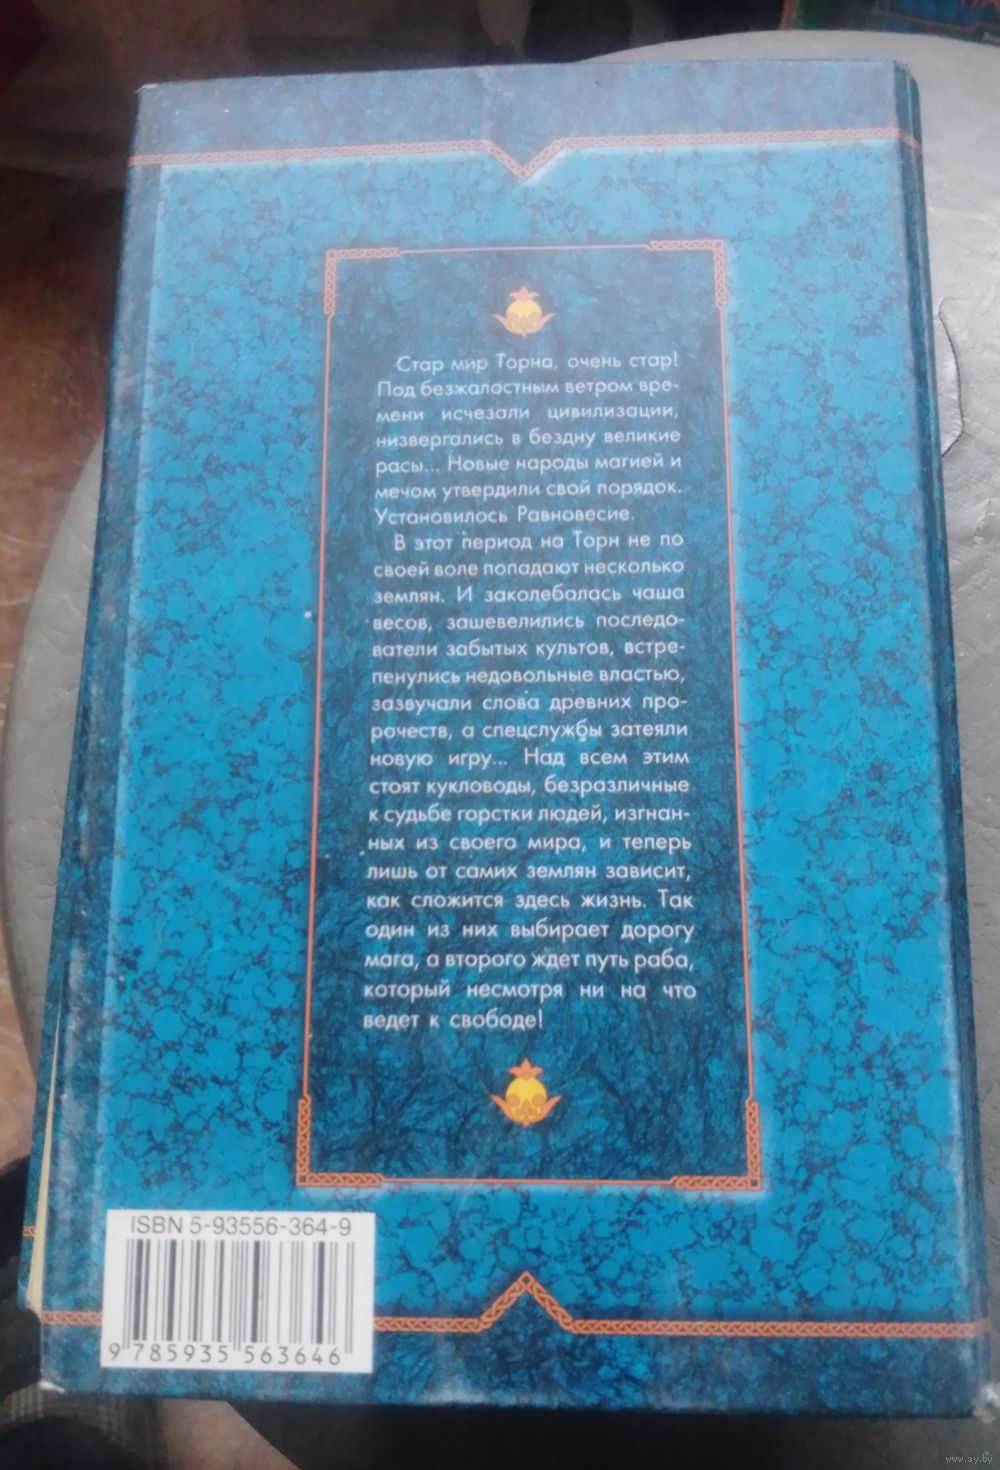 Стар мир Торна, очень стар!
Под безжаластным ветром вре-
мени исчезали цивилизации,
низвергались в бездну великие
расы... Новые народы магией и
мечом утвердили свой порядок.
Установилось Равновесие.
В этот период на Торн не по
своей воле попадают несколько
землян. И заколебалась чаша
весов, зашевелились последо-
ватели забытых культов, встре-
пенулись недовольные властью,
зазвучали слова древних про-
рочеств, а спецслужбы затеяли
новую игру... Над всем этим
стоят кукловоды, безразличные
к судьбе горстки людей, изгнан-
ных из своего мира, и теперь
лишь от самих землян зависит,
как сложится здесь жизнь. Так
один из них выбирает дорогу
мага, а второго ждет путь раба,
который несмотря ни на что
ведет к свободе!
ISBN 5-93556-364-9
9 785935 563646
www.ay.by